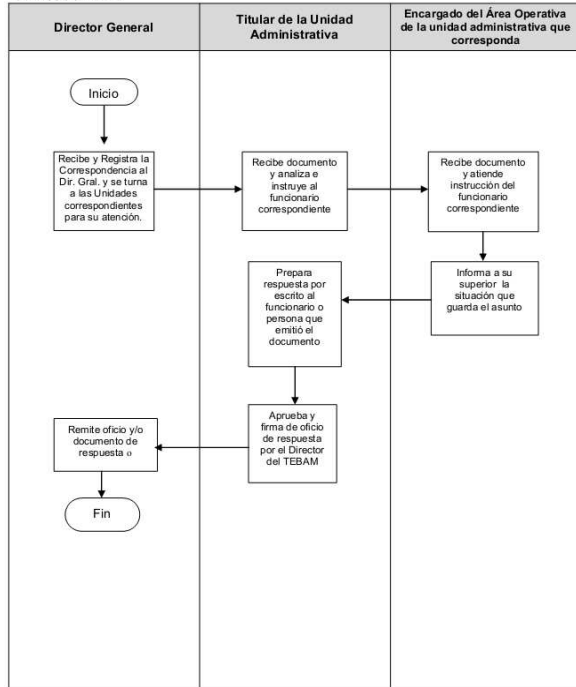 Director General
Titular de la Unidad
Administrativa
Encargado del Área Operativa
de la unidad administrativa que
corresponda
Inicio
Recibe y Registra la
Correspondencia al
Dir. Gral. y se turna
a las Unidades
correspondientes
para su atención.
Recibe documento
y analiza e
instruye al
funcionario
correspondiente
Recibe documento
y atiende
instrucción del
funcionario
correspondiente
Informa a su
superior la
situación que
guarda el asunto
Prepara
respuesta por
escrito al
funcionario o
persona que
emitió el
documento
Aprueba y
firma de oficio
de respuesta
por el Director
del TEBAM
Remite oficio y/o
documento de
respuesta o
Fin